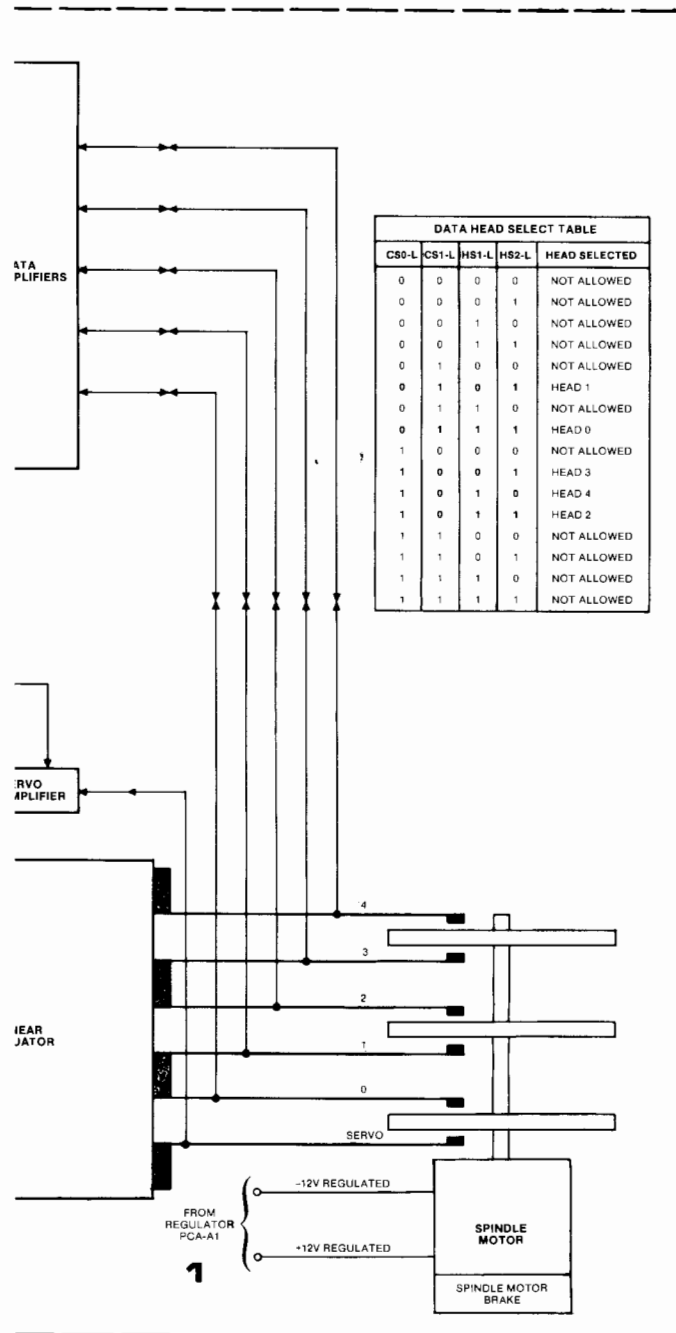 DATA HEAD SELECT TABLE
CS0-L CS1-L HS1-L HS2-L HEAD SELECTED
0 0 0 0 NOT ALLOWED
0 0 0 1 NOT ALLOWED
0 0 1 0 NOT ALLOWED
0 0 1 1 NOT ALLOWED
0 1 0 0 NOT ALLOWED
0 1 0 1 HEAD 1
0 1 1 0 NOT ALLOWED
0 1 1 1 HEAD 0
1 0 0 0 NOT ALLOWED
1 0 0 1 HEAD 3
1 0 1 0 HEAD 4
1 0 1 1 HEAD 2
1 1 0 0 NOT ALLOWED
1 1 0 1 NOT ALLOWED
1 1 1 0 NOT ALLOWED
1 1 1 1 NOT ALLOWED
ATA
PLIFIERS
RVO
MPLIFIER
NEAR
UATOR
4
3
2
1
0
SERVO
-12V REGULATED
FROM
REGULATOR
PCA-A1
+12V REGULATED
1
SPINDLE
MOTOR
SPINDLE MOTOR
BRAKE